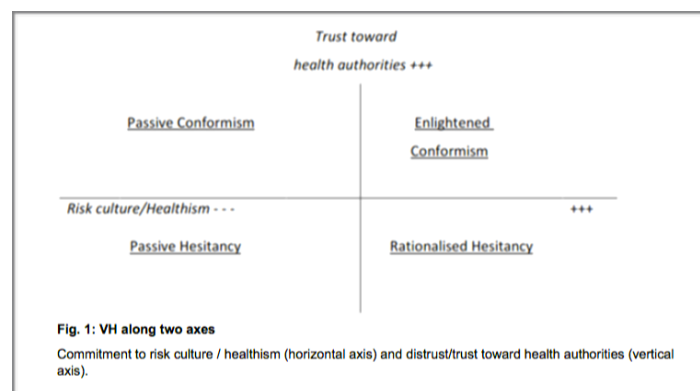 Trust toward
health authorities +++
Passive Conformism
Enlightened
Conformism
Risk culture/Healthism - - -
+++
Passive Hesitancy
Rationalised Hesitancy
Fig. 1: VH along two axes
Commitment to risk culture / healthism (horizontal axis) and distrust/trust toward health authorities (vertical
axis).